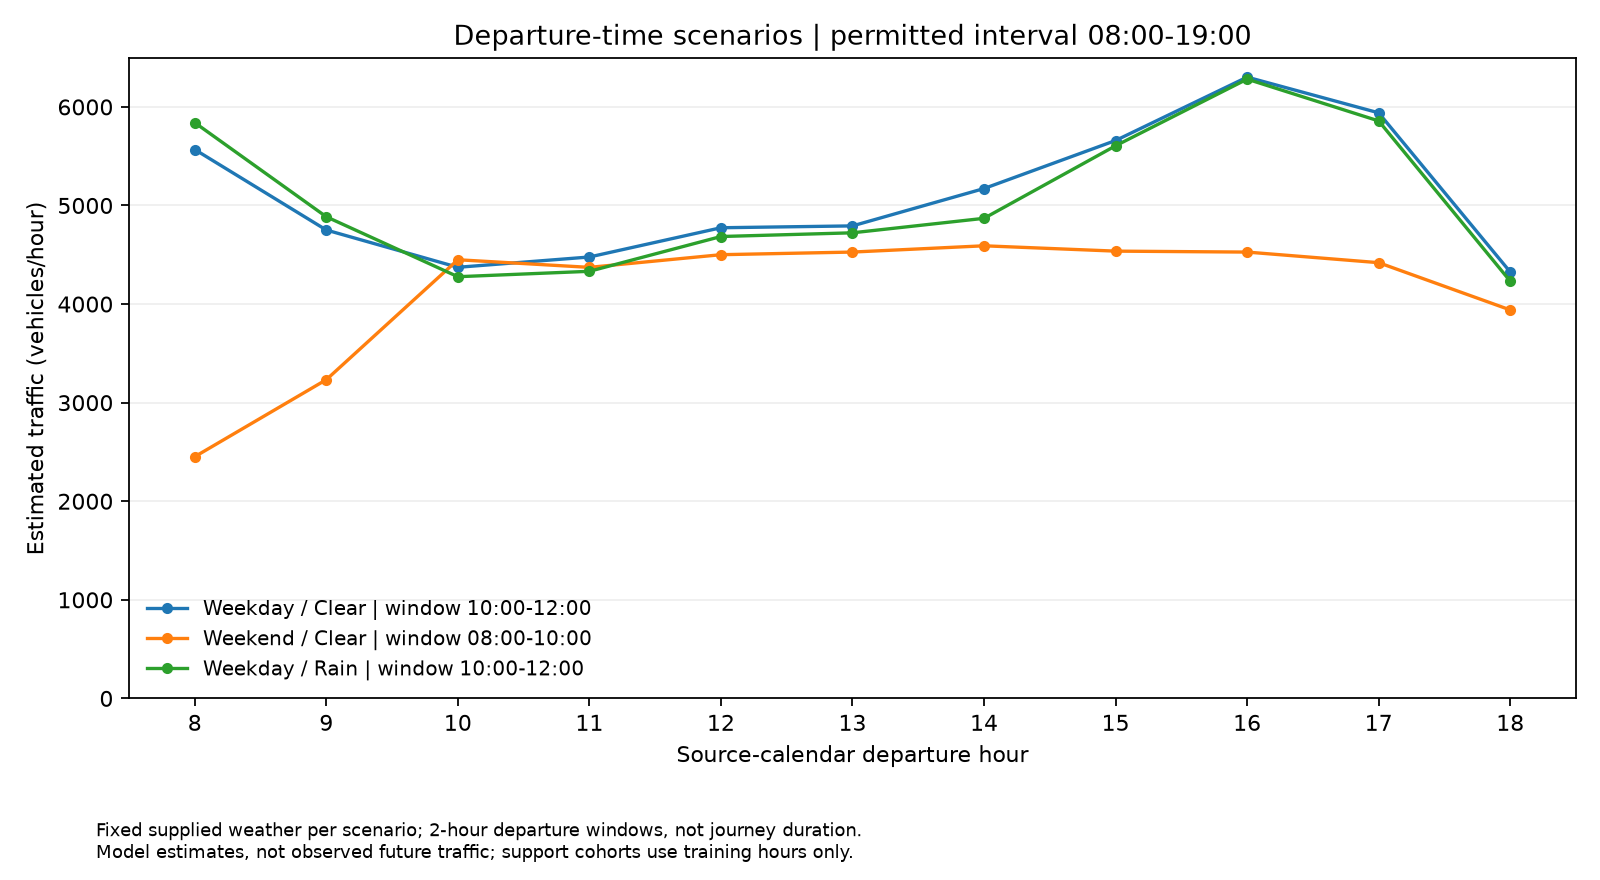 Departure-time scenarios | permitted interval 08:00-19:00
Estimated traffic (vehicles/hour)
6000
5000
4000
3000
2000
1000
0
Weekday / Clear | window 10:00-12:00
Weekend / Clear | window 08:00-10:00
Weekday / Rain | window 10:00-12:00
8 9 10 11 12 13 14 15 16 17 18
Source-calendar departure hour
Fixed supplied weather per scenario; 2-hour departure windows, not journey duration.
Model estimates, not observed future traffic; support cohorts use training hours only.